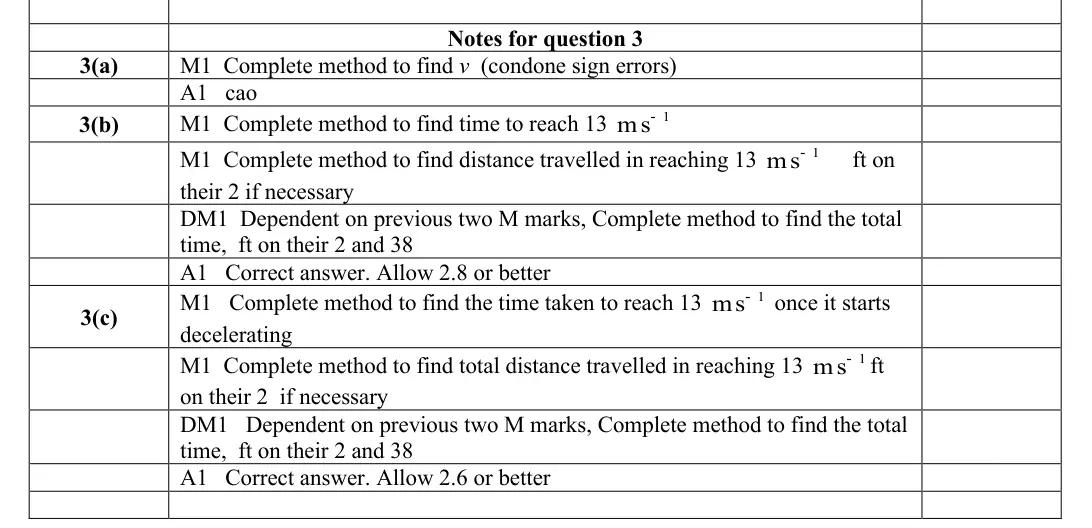 Notes for question 3
3(a)
M1 Complete method to find v (condone sign errors)
A1 cao
3(b)
M1 Complete method to find time to reach 13 m s⁻ ¹
M1 Complete method to find distance travelled in reaching 13 m s⁻ ¹ ft on
their 2 if necessary
DM1 Dependent on previous two M marks, Complete method to find the total
time, ft on their 2 and 38
A1 Correct answer. Allow 2.8 or better
3(c)
M1 Complete method to find the time taken to reach 13 m s⁻ ¹ once it starts
decelerating
M1 Complete method to find total distance travelled in reaching 13 m s⁻ ¹ ft
on their 2 if necessary
DM1 Dependent on previous two M marks, Complete method to find the total
time, ft on their 2 and 38
A1 Correct answer. Allow 2.6 or better